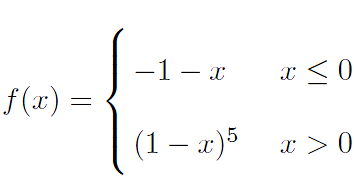 f(x) = { −1 − x   x ≤ 0
(1 − x)^5   x > 0